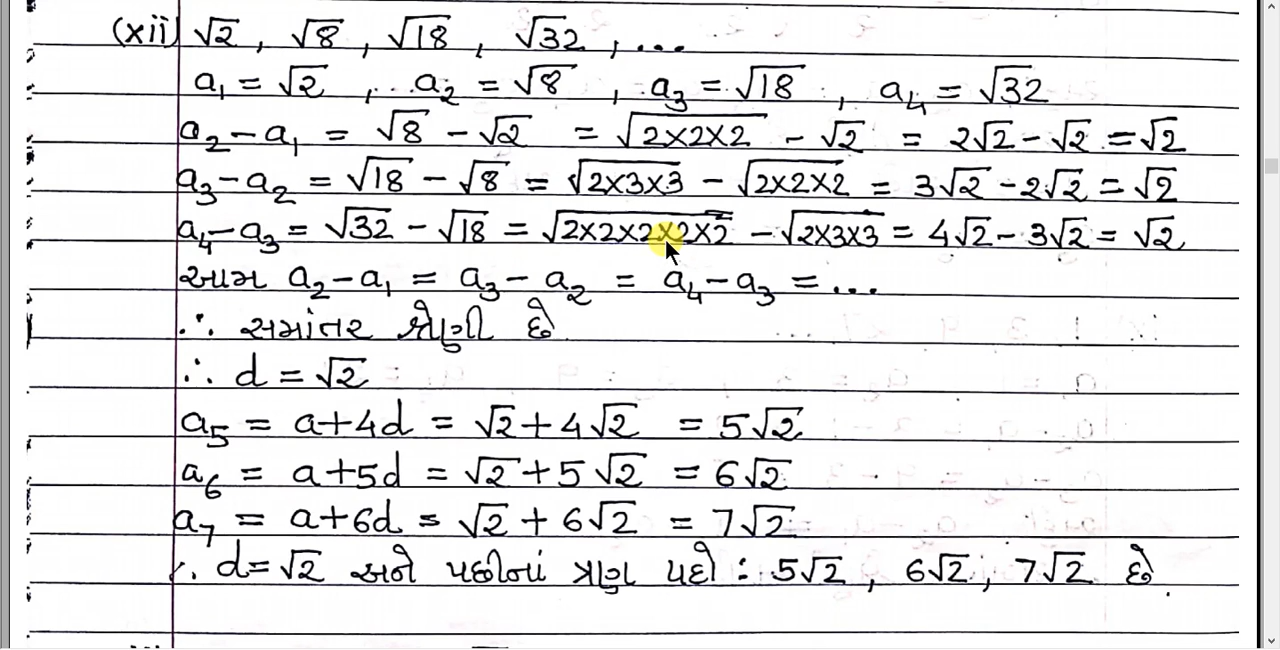 (xii) √2 , √8 , √18 , √32 , ...
a₁ = √2 , a₂ = √8 , a₃ = √18 , a₄ = √32
a₂ – a₁ = √8 – √2 = √2×2×2 – √2 = 2√2 – √2 = √2
a₃ – a₂ = √18 – √8 = √2×3×3 – √2×2×2 = 3√2 – 2√2 = √2
a₄ – a₃ = √32 – √18 = √2×2×2×2×2 – √2×3×3 = 4√2 – 3√2 = √2
આમ a₂ – a₁ = a₃ – a₂ = a₄ – a₃ = ...
∴ સમાંતર શ્રેણી છે
∴ d = √2
a₅ = a+4d = √2+4√2 = 5√2
a₆ = a+5d = √2+5√2 = 6√2
a₇ = a+6d = √2+6√2 = 7√2
∴ d=√2 અને પછીનાં ત્રણ પદો : 5√2 , 6√2 , 7√2 છે.